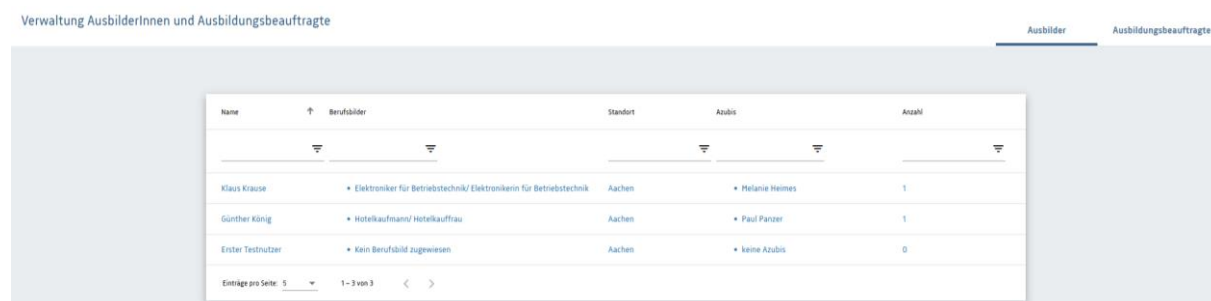 Verwaltung AusbilderInnen und Ausbildungsbeauftragte
Ausbilder Ausbildungsbeauftragte
Name ↑ Berufsbilder Standort Azubis Anzahl
Klaus Krause • Elektroniker für Betriebstechnik/ Elektronikerin für Betriebstechnik Aachen • Melanie Heimes 1
Günther König • Hotelkaufmann/ Hotelkauffrau Aachen • Paul Panzer 1
Erster Testnutzer • Kein Berufsbild zugewiesen Aachen • keine Azubis 0
Einträge pro Seite: 5 1 – 3 von 3